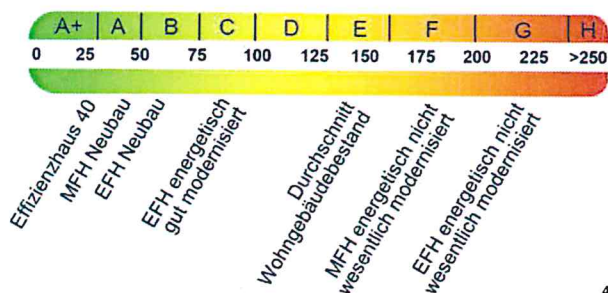 A+ A B C D E F G H
0 25 50 75 100 125 150 175 200 225 >250
Effizienzhaus 40
MFH Neubau
EFH Neubau
EFH energetisch
gut modernisiert
Durchschnitt
Wohngebäudebestand
MFH energetisch nicht
wesentlich modernisiert
EFH energetisch nicht
wesentlich modernisiert